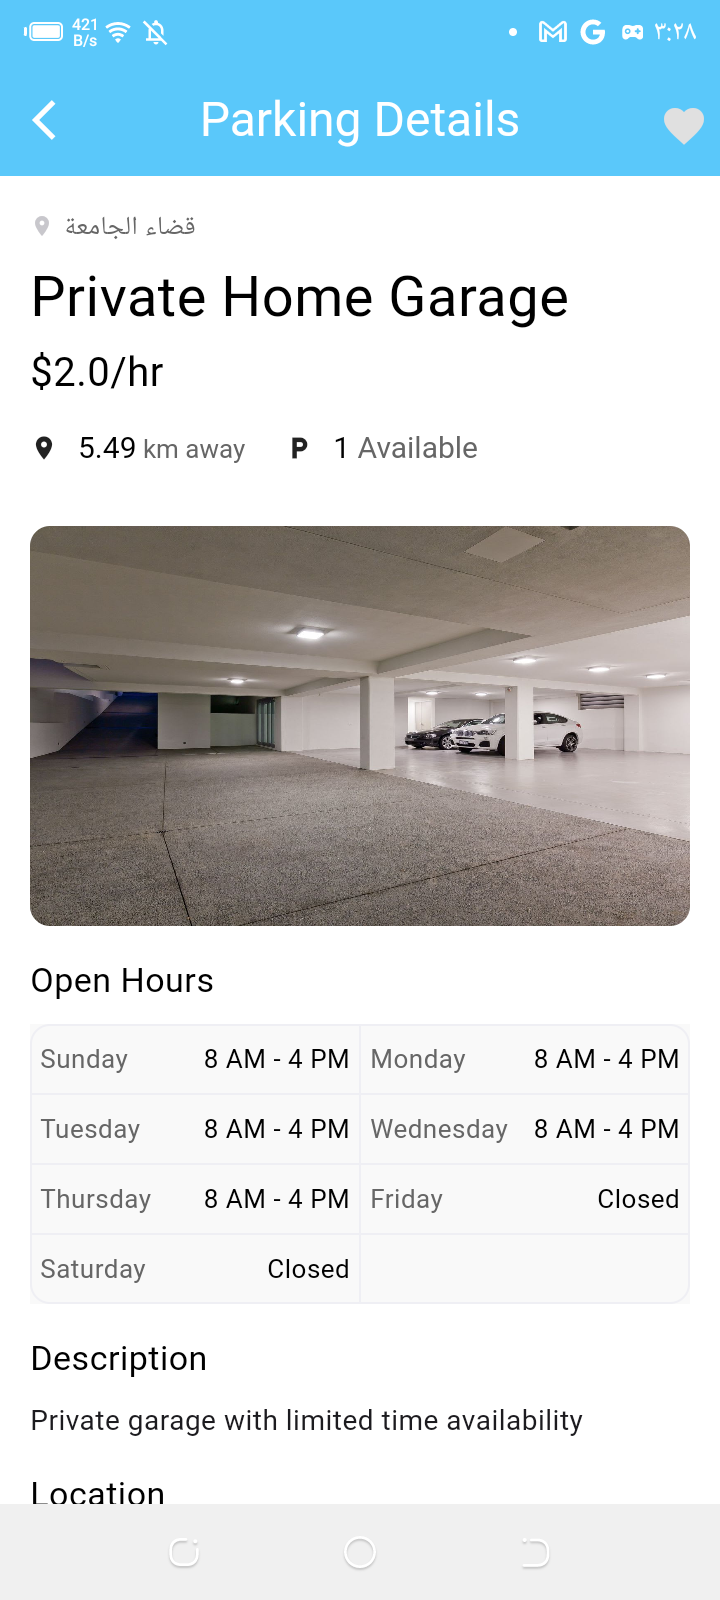 421
B/s
٣:٢٨
Parking Details
قضاء الجامعة
Private Home Garage
$2.0/hr
5.49 km away P 1 Available
Open Hours
Sunday 8 AM - 4 PM Monday 8 AM - 4 PM
Tuesday 8 AM - 4 PM Wednesday 8 AM - 4 PM
Thursday 8 AM - 4 PM Friday Closed
Saturday Closed
Description
Private garage with limited time availability
Location